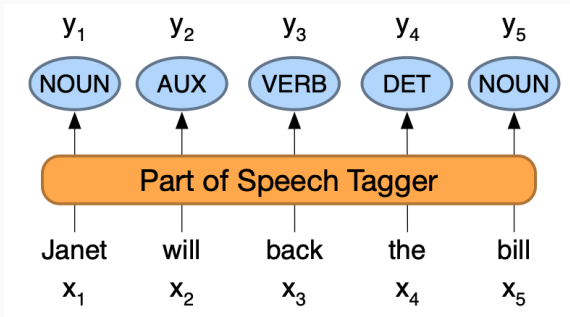 y1 y2 y3 y4 y5
NOUN AUX VERB DET NOUN
Part of Speech Tagger
Janet will back the bill
x1 x2 x3 x4 x5